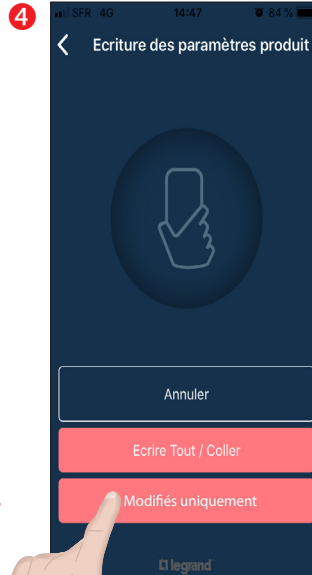 4
SFR 4G 14:47 84 %
Ecriture des paramètres produit
Annuler
Ecrire Tout / Coller
Modifiés uniquement
legrand